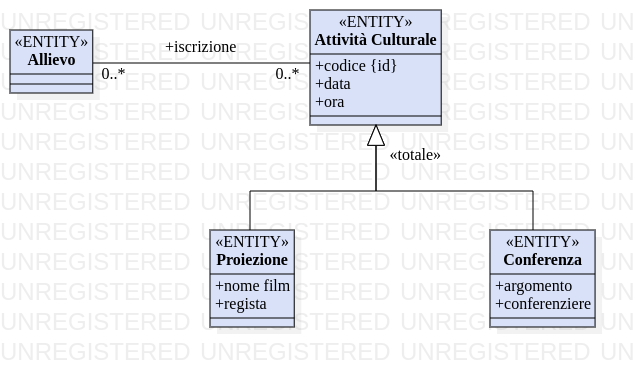 UNREGISTERED UNREGISTERED UNREGISTERED
«ENTITY»
Allievo
+iscrizione
0..*
0..*
«ENTITY»
Attività Culturale
+codice {id}
+data
+ora
«totale»
«ENTITY»
Proiezione
+nome film
+regista
«ENTITY»
Conferenza
+argomento
+conferenziere